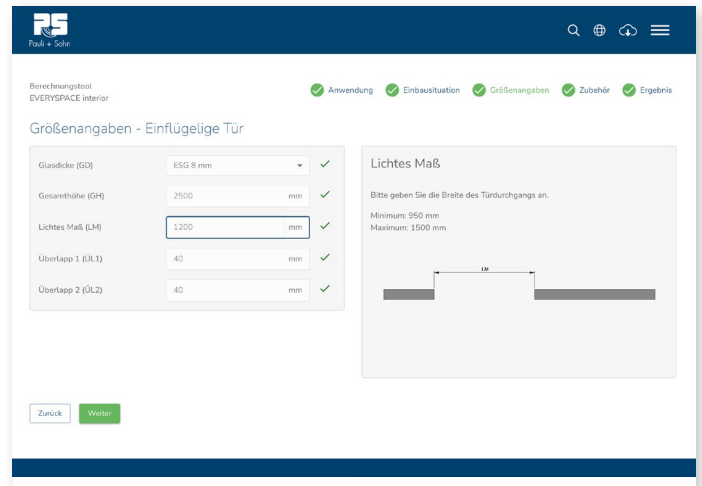 PS
Pauli + Sohn
Berechnungstool
EVERYSPACE interior
Anwendung Einbausituation Größenangaben Zubehör Ergebnis
Größenangaben - Einflügelige Tür
Glasdicke (GD) ESG 8 mm
Gesamthöhe (GH) 2500 mm
Lichtes Maß (LM) 1200 mm
Überlapp 1 (ÜL1) 40 mm
Überlapp 2 (ÜL2) 40 mm
Lichtes Maß
Bitte geben Sie die Breite des Türdurchgangs an.
Minimum: 950 mm
Maximum: 1500 mm
LM
Zurück Weiter